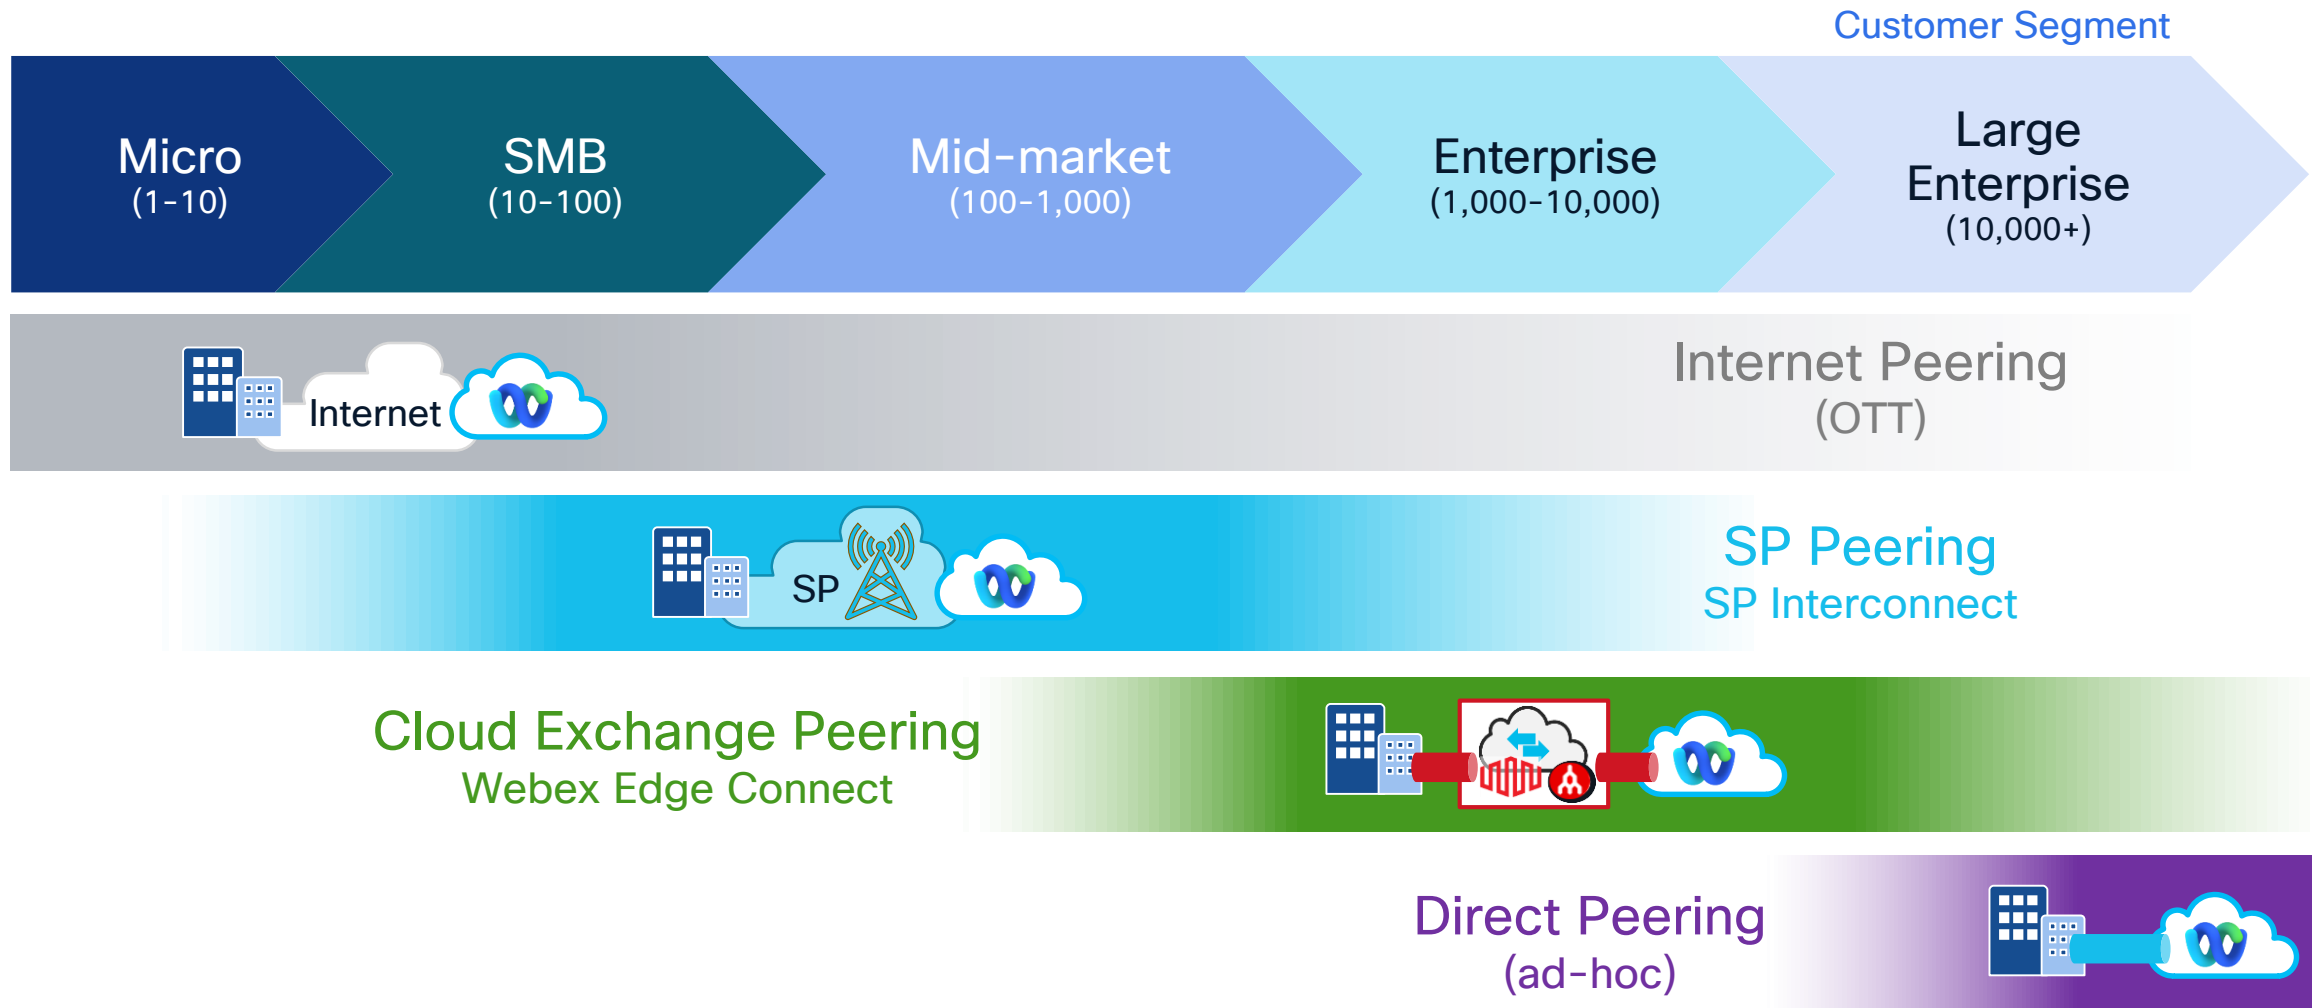 Customer Segment
Micro
(1-10)
SMB
(10-100)
Mid-market
(100-1,000)
Enterprise
(1,000-10,000)
Large
Enterprise
(10,000+)
Internet
Internet Peering
(OTT)
SP
SP Peering
SP Interconnect
Cloud Exchange Peering
Webex Edge Connect
Direct Peering
(ad-hoc)